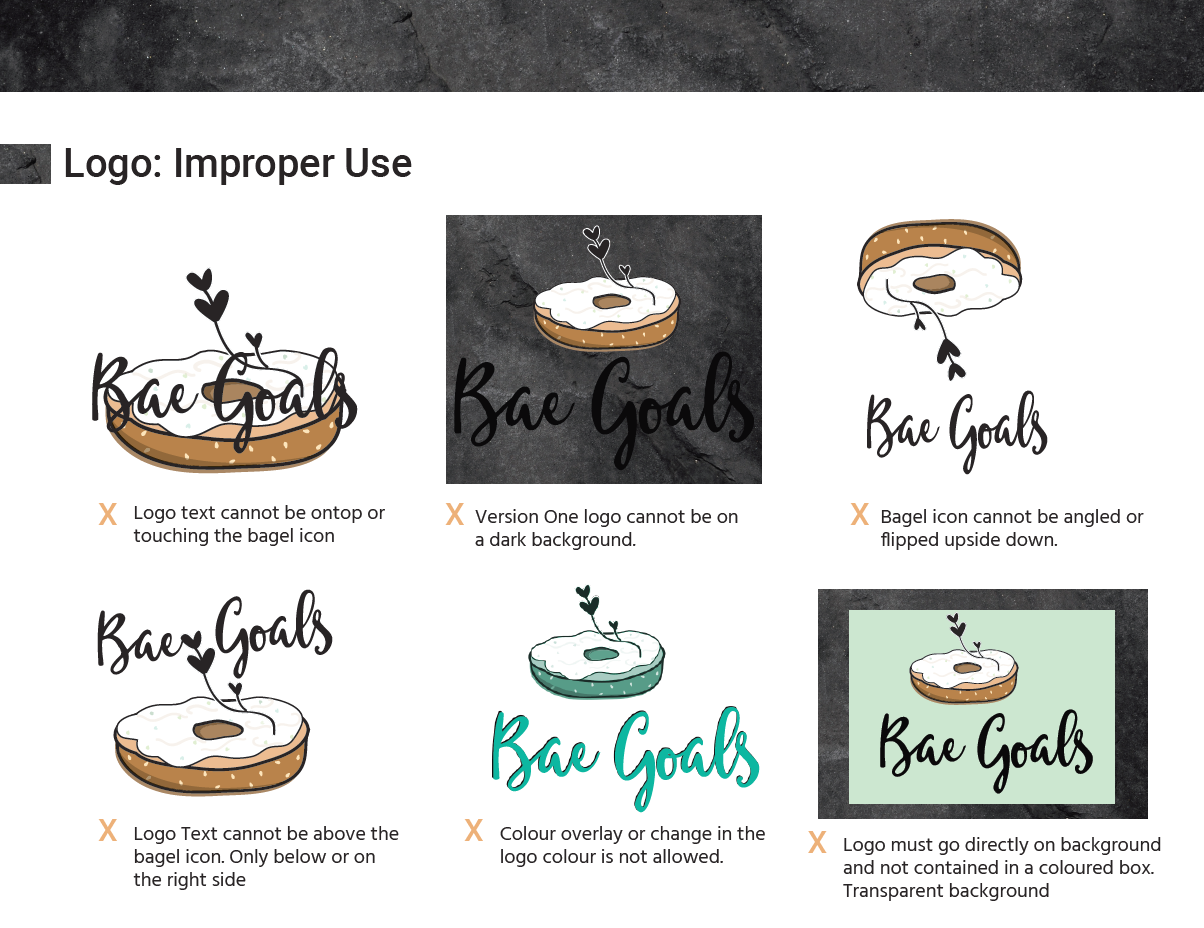 Logo: Improper Use
Bae Goals
X Logo text cannot be ontop or
touching the bagel icon
Bae Goals
X Version One logo cannot be on
a dark background.
Bae Goals
X Bagel icon cannot be angled or
flipped upside down.
Bae Goals
X Logo Text cannot be above the
bagel icon. Only below or on
the right side
Bae Goals
X Colour overlay or change in the
logo colour is not allowed.
Bae Goals
X Logo must go directly on background
and not contained in a coloured box.
Transparent background